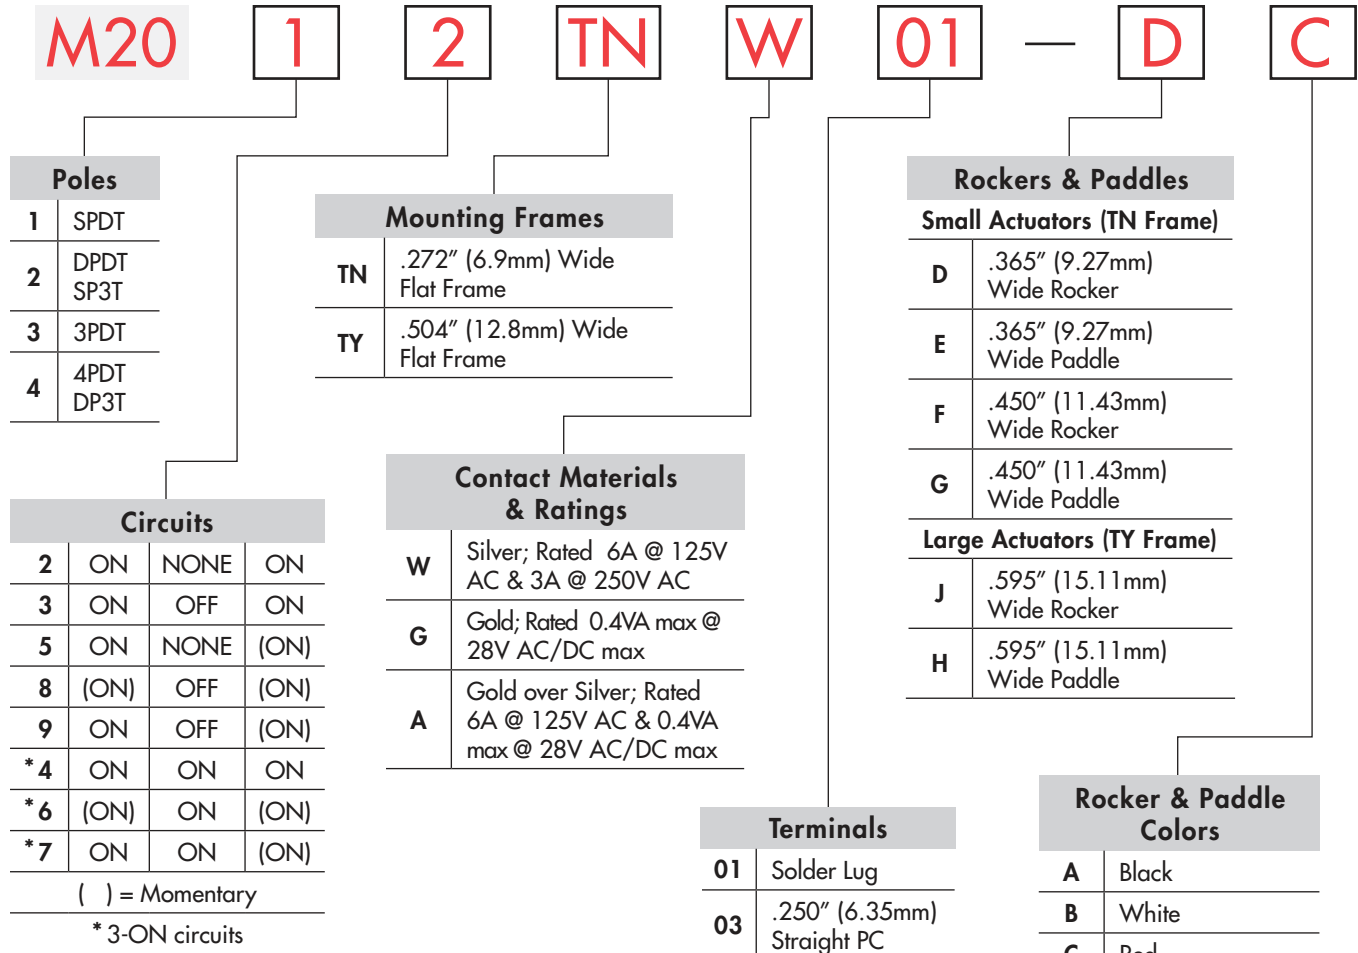 M20 1 2 TN W 01 — D C
Poles
1 SPDT
2 DPDT
SP3T
3 3PDT
4 4PDT
DP3T
Mounting Frames
TN .272" (6.9mm) Wide
Flat Frame
TY .504" (12.8mm) Wide
Flat Frame
Rockers & Paddles
Small Actuators (TN Frame)
D .365" (9.27mm)
Wide Rocker
E .365" (9.27mm)
Wide Paddle
F .450" (11.43mm)
Wide Rocker
G .450" (11.43mm)
Wide Paddle
Large Actuators (TY Frame)
J .595" (15.11mm)
Wide Rocker
H .595" (15.11mm)
Wide Paddle
Contact Materials
& Ratings
W Silver; Rated 6A @ 125V
AC & 3A @ 250V AC
G Gold; Rated 0.4VA max @
28V AC/DC max
A Gold over Silver; Rated
6A @ 125V AC & 0.4VA
max @ 28V AC/DC max
Circuits
2 ON NONE ON
3 ON OFF ON
5 ON NONE (ON)
8 (ON) OFF (ON)
9 ON OFF (ON)
*4 ON ON ON
*6 (ON) ON (ON)
*7 ON ON (ON)
( ) = Momentary
* 3-ON circuits
Terminals
01 Solder Lug
03 .250" (6.35mm)
Straight PC
Rocker & Paddle
Colors
A Black
B White
C Red